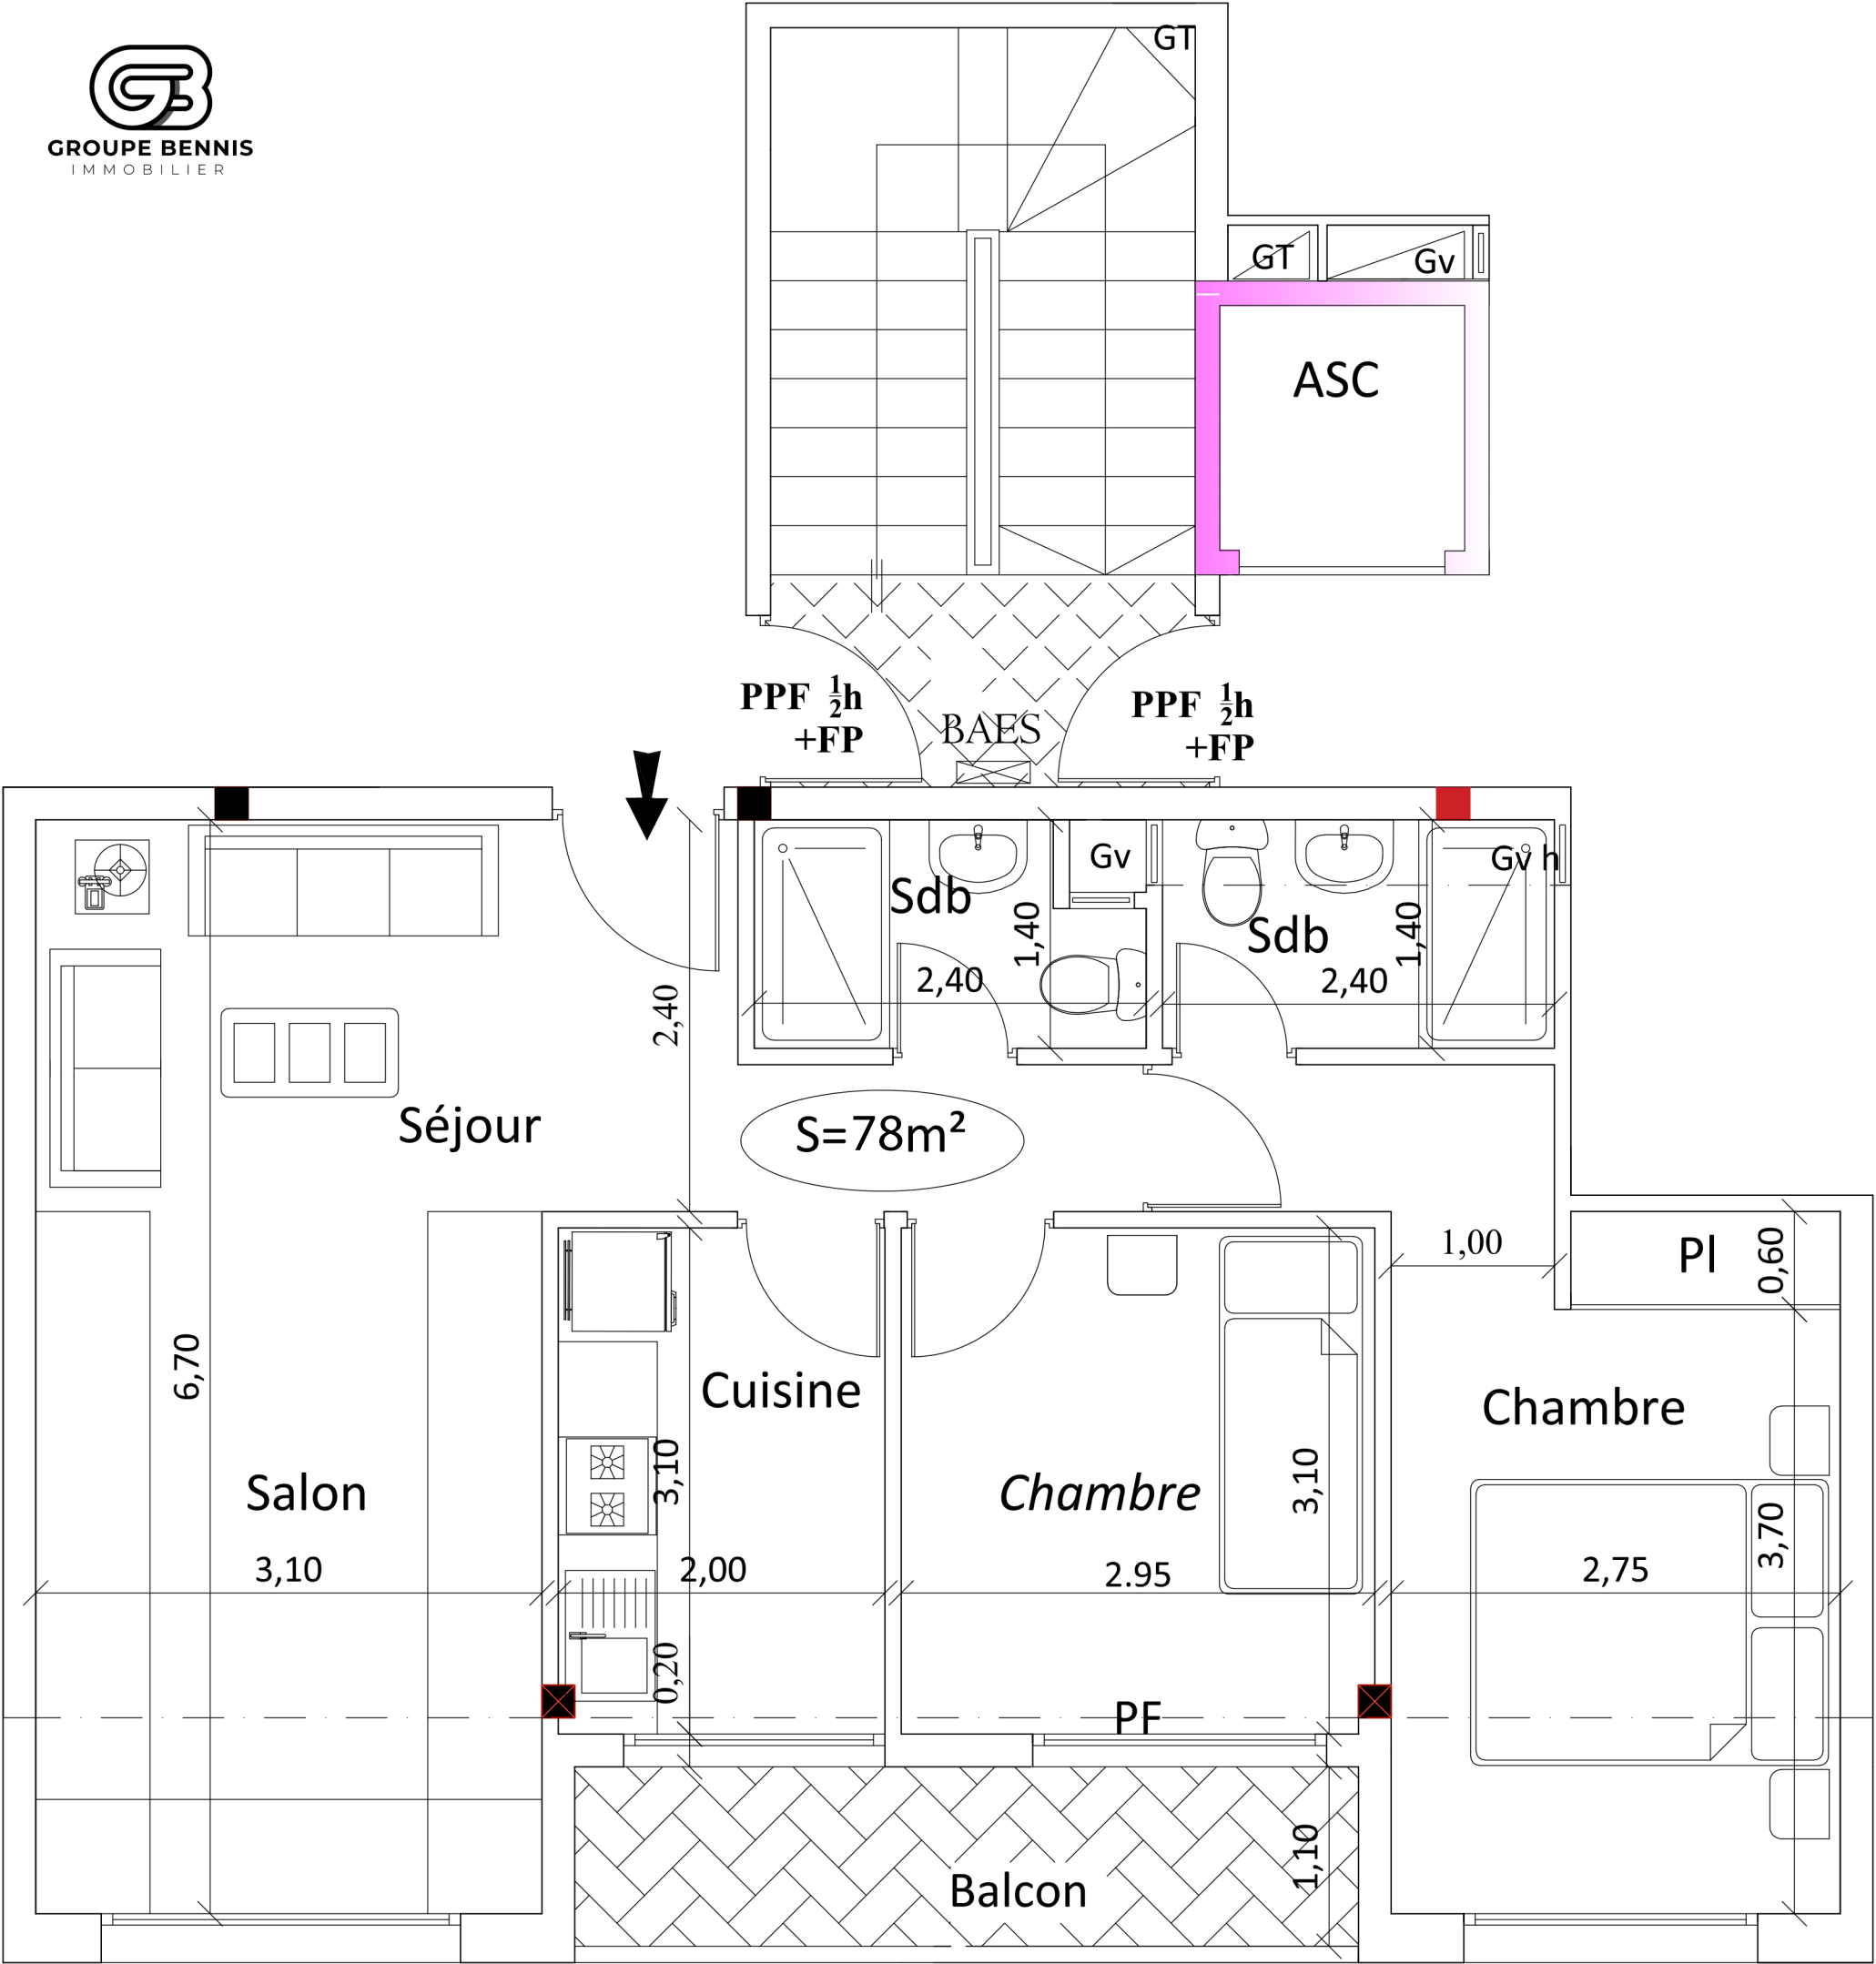 GROUPE BENNIS
IMMOBILIER
GT
GT
Gv
ASC
PPF ½h
+FP
BAES
PPF ½h
+FP
Sdb
Gv
Sdb
Gv h
1,40
2,40
1,40
2,40
2,40
Séjour
S=78m²
1,00
Pl
0,60
6,70
Cuisine
Chambre
Salon
3,10
Chambre
3,10
3,70
3,10
2,00
2.95
2,75
0,20
PF
Balcon
1,10